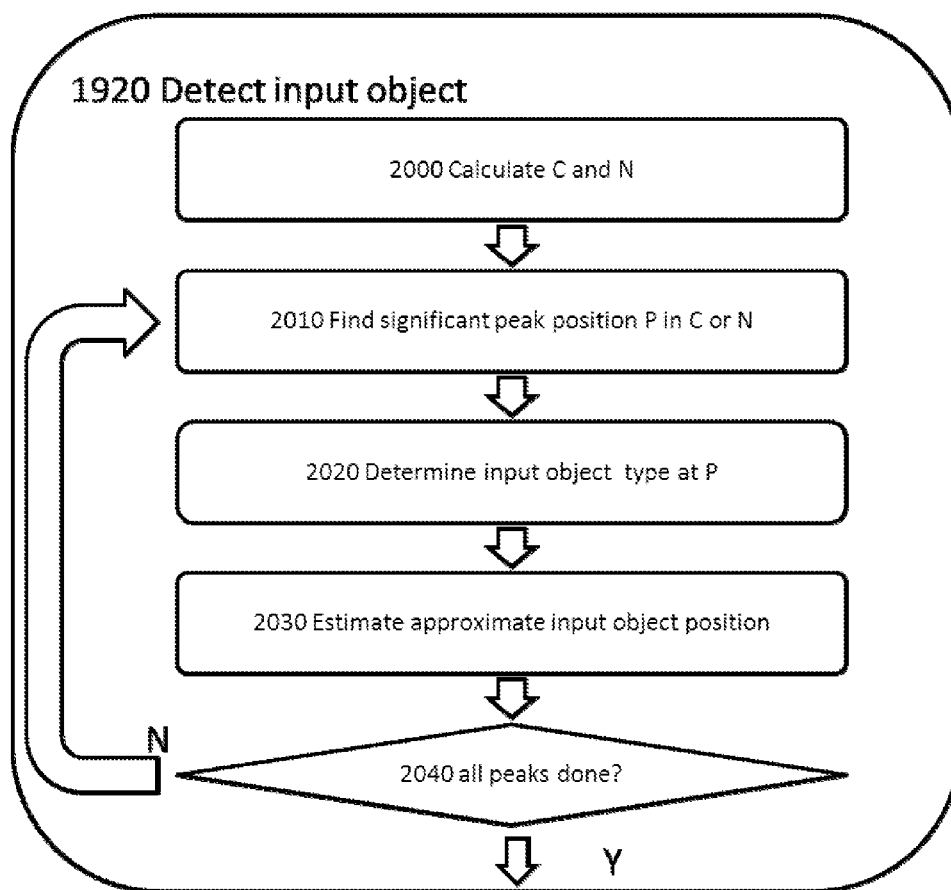 1920 Detect input object
2000 Calculate C and N
2010 Find significant peak position P in C or N
2020 Determine input object type at P
2030 Estimate approximate input object position
N
2040 all peaks done?
Y